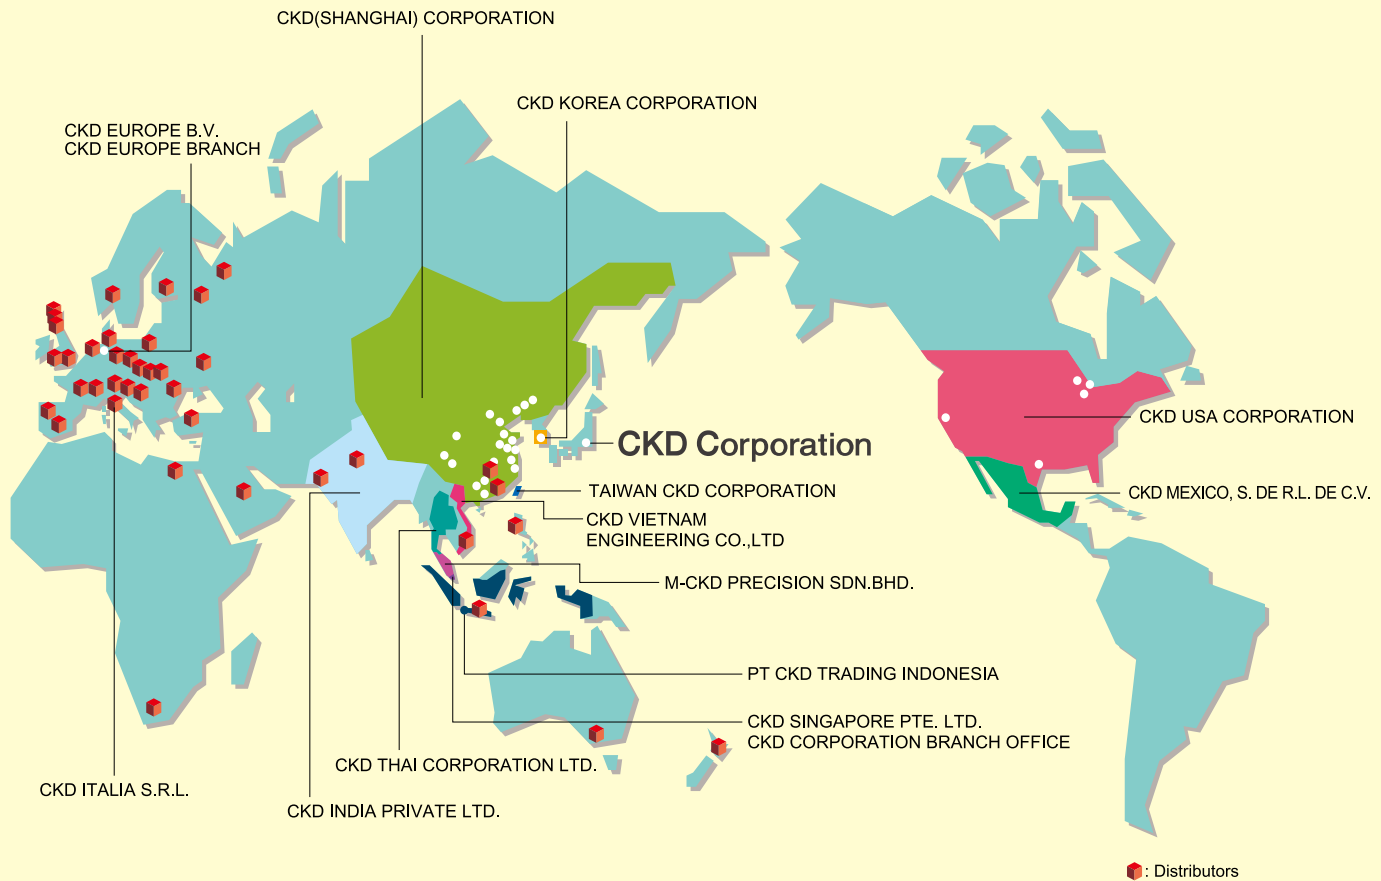 CKD(SHANGHAI) CORPORATION
CKD KOREA CORPORATION
CKD EUROPE B.V.
CKD EUROPE BRANCH
CKD USA CORPORATION
CKD Corporation
TAIWAN CKD CORPORATION
CKD MEXICO, S. DE R.L. DE C.V.
CKD VIETNAM
ENGINEERING CO.,LTD
M-CKD PRECISION SDN.BHD.
PT CKD TRADING INDONESIA
CKD SINGAPORE PTE. LTD.
CKD CORPORATION BRANCH OFFICE
CKD THAI CORPORATION LTD.
CKD ITALIA S.R.L.
CKD INDIA PRIVATE LTD.
: Distributors